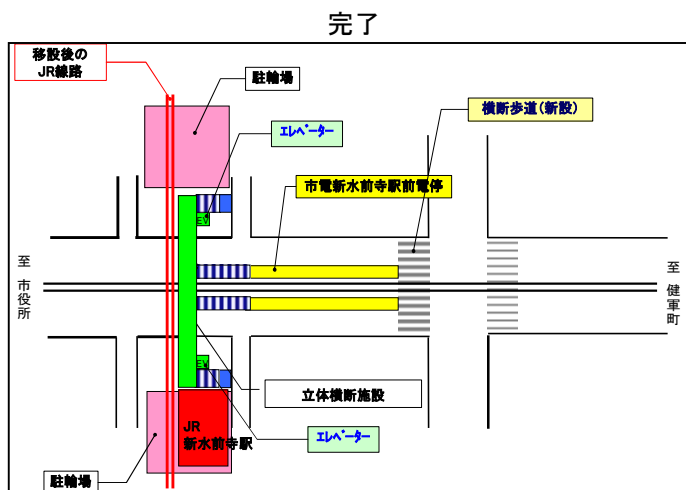 完了
移設後の
JR線路
駐輪場
横断歩道(新設)
エレベーター
市電新水前寺駅前電停
EV
至 市役所
至 健軍町
EV
立体横断施設
JR
新水前寺駅
エレベーター
駐輪場